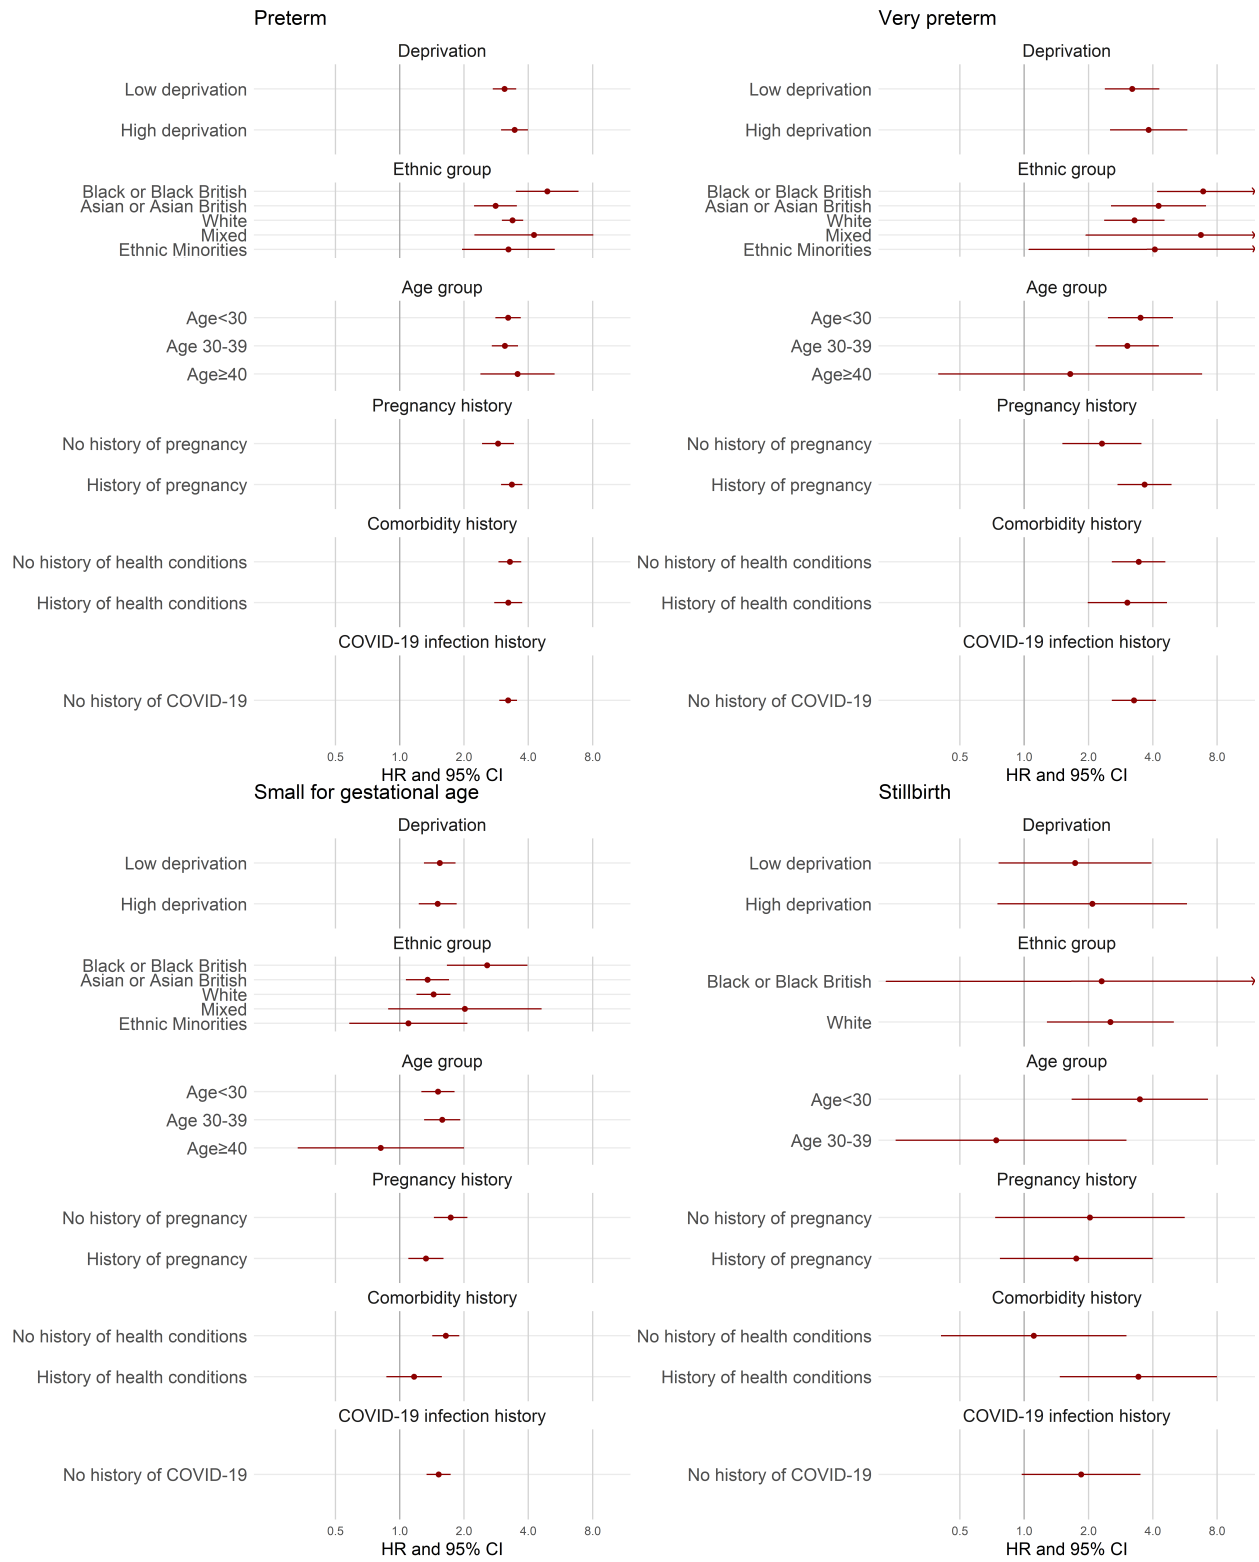 Preterm
Deprivation
Low deprivation
High deprivation
Ethnic group
Black or Black British
Asian or Asian British
White
Mixed
Ethnic Minorities
Age group
Age<30
Age 30-39
Age≥40
Pregnancy history
No history of pregnancy
History of pregnancy
Comorbidity history
No history of health conditions
History of health conditions
COVID-19 infection history
No history of COVID-19
0.5 1.0 2.0 4.0 8.0
HR and 95% CI
Very preterm
Deprivation
Low deprivation
High deprivation
Ethnic group
Black or Black British
Asian or Asian British
White
Mixed
Ethnic Minorities
Age group
Age<30
Age 30-39
Age≥40
Pregnancy history
No history of pregnancy
History of pregnancy
Comorbidity history
No history of health conditions
History of health conditions
COVID-19 infection history
No history of COVID-19
0.5 1.0 2.0 4.0 8.0
HR and 95% CI
Small for gestational age
Deprivation
Low deprivation
High deprivation
Ethnic group
Black or Black British
Asian or Asian British
White
Mixed
Ethnic Minorities
Age group
Age<30
Age 30-39
Age≥40
Pregnancy history
No history of pregnancy
History of pregnancy
Comorbidity history
No history of health conditions
History of health conditions
COVID-19 infection history
No history of COVID-19
0.5 1.0 2.0 4.0 8.0
HR and 95% CI
Stillbirth
Deprivation
Low deprivation
High deprivation
Ethnic group
Black or Black British
White
Age group
Age<30
Age 30-39
Pregnancy history
No history of pregnancy
History of pregnancy
Comorbidity history
No history of health conditions
History of health conditions
COVID-19 infection history
No history of COVID-19
0.5 1.0 2.0 4.0 8.0
HR and 95% CI